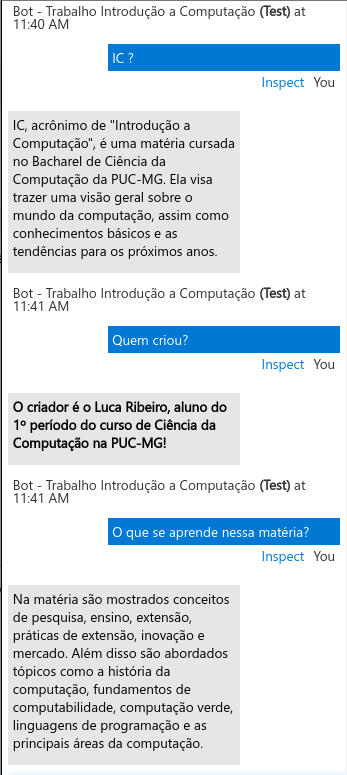 Bot - Trabalho Introdução a Computação (Test) at
11:40 AM
IC ?
Inspect You
IC, acrônimo de "Introdução a
Computação", é uma matéria cursada
no Bacharel de Ciência da
Computação da PUC-MG. Ela visa
trazer uma visão geral sobre o
mundo da computação, assim como
conhecimentos básicos e as
tendências para os próximos anos.
Bot - Trabalho Introdução a Computação (Test) at
11:41 AM
Quem criou?
Inspect You
O criador é o Luca Ribeiro, aluno do
1º período do curso de Ciência da
Computação na PUC-MG!
Bot - Trabalho Introdução a Computação (Test) at
11:41 AM
O que se aprende nessa matéria?
Inspect You
Na matéria são mostrados conceitos
de pesquisa, ensino, extensão,
práticas de extensão, inovação e
mercado. Além disso são abordados
tópicos como a história da
computação, fundamentos de
computabilidade, computação verde,
linguagens de programação e as
principais áreas da computação.